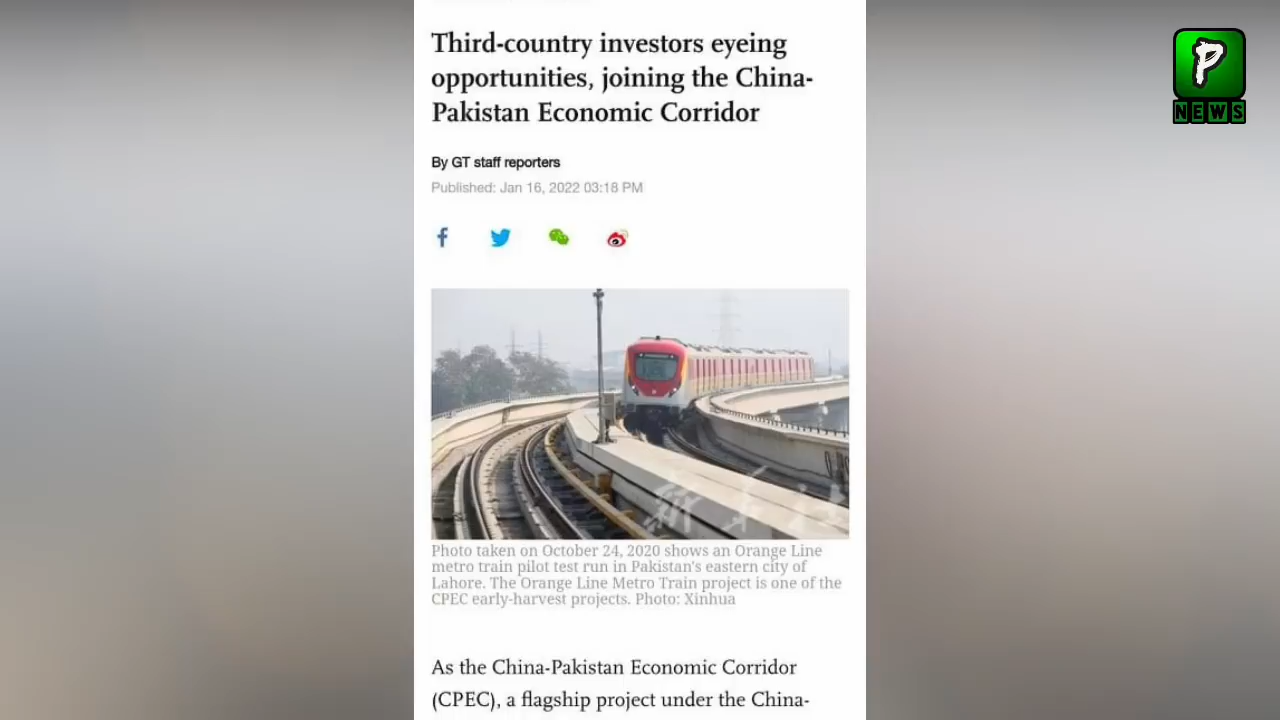 Third-country investors eyeing
opportunities, joining the China-
Pakistan Economic Corridor
By GT staff reporters
Published: Jan 16, 2022 03:18 PM
P
NEWS
新华社
Photo taken on October 24, 2020 shows an Orange Line
metro train pilot test run in Pakistan's eastern city of
Lahore. The Orange Line Metro Train project is one of the
CPEC early-harvest projects. Photo: Xinhua
As the China-Pakistan Economic Corridor
(CPEC), a flagship project under the China-